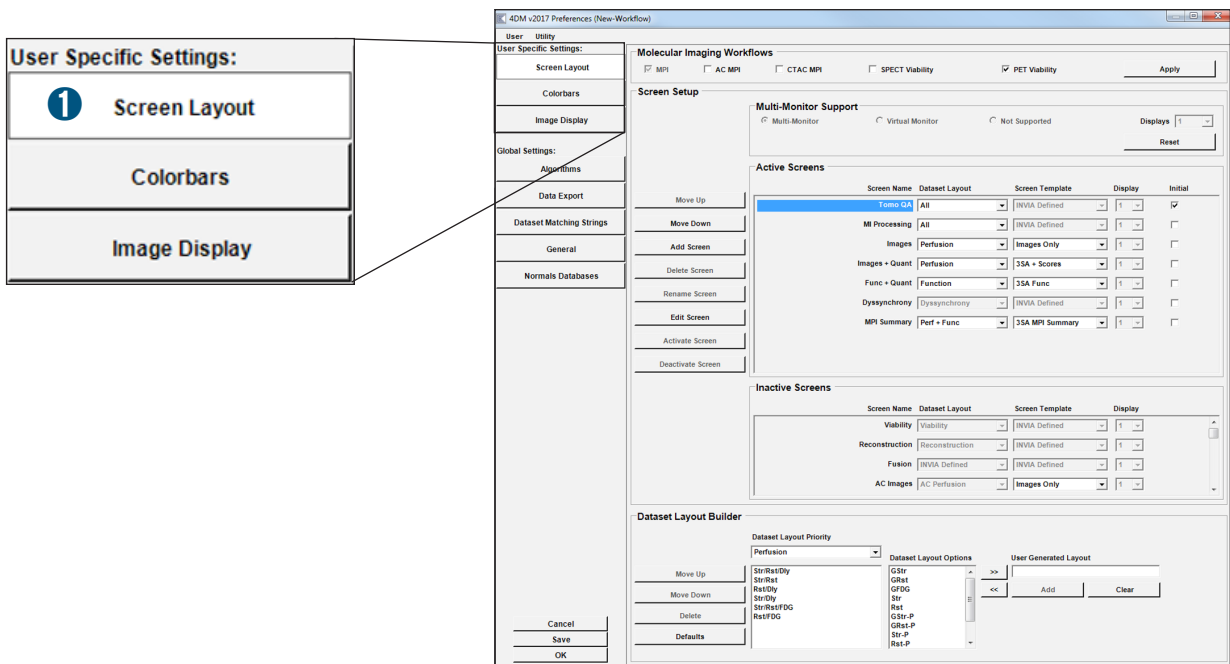 User Specific Settings:
1 Screen Layout
Colorbars
Image Display
4DM v2017 Preferences (New-Workflow)
User Utility
User Specific Settings:
Screen Layout
Colorbars
Image Display
Global Settings:
Algorithms
Data Export
Dataset Matching Strings
General
Normals Databases
Cancel
Save
OK
Molecular Imaging Workflows
MPI AC MPI CTAC MPI SPECT Viability PET Viability Apply
Screen Setup
Multi-Monitor Support
Multi-Monitor Virtual Monitor Not Supported Displays 1
Reset
Active Screens
Screen Name Dataset Layout Screen Template Display Initial
Move Up
Move Down
Add Screen
Delete Screen
Rename Screen
Edit Screen
Activate Screen
Deactivate Screen
Tomo QA All INVIA Defined 1
MI Processing All INVIA Defined 1
Images Perfusion Images Only 1
Images + Quant Perfusion 3SA + Scores 1
Func + Quant Function 3SA Func 1
Dyssynchrony Dyssynchrony INVIA Defined 1
MPI Summary Perf + Func 3SA MPI Summary 1
Inactive Screens
Screen Name Dataset Layout Screen Template Display
Viability Viability INVIA Defined 1
Reconstruction Reconstruction INVIA Defined 1
Fusion INVIA Defined INVIA Defined 1
AC Images AC Perfusion Images Only 1
Dataset Layout Builder
Dataset Layout Priority
Perfusion
Move Up
Move Down
Delete
Defaults
Str/Rst/Dly
Str/Rst
Rst/Dly
Str/Dly
Str/Rst/FDG
Rst/FDG
Dataset Layout Options
GStr
GRst
GFDG
Str
Rst
GStr-P
GRst-P
Str-P
Rst-P
>>
<<
User Generated Layout
Add Clear